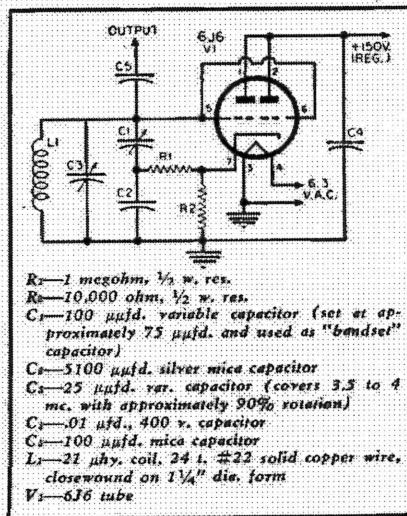 OUTPUT
6J6
V1
+150V.
(REG.)
C5
1
2
5
6
L1
C3
C1
R1
7
3
4
C4
C2
R2
6.3
V.A.C.
R1—1 megohm, 1/2 w. res.
R2—10,000 ohm, 1/2 w. res.
C1—100 μμfd. variable capacitor (set at ap-
proximately 75 μμfd. and used as "bandset"
capacitor)
C2—5100 μμfd. silver mica capacitor
C3—25 μμfd. var. capacitor (covers 3.5 to 4
mc. with approximately 90% rotation)
.01 μfd., 400 v. capacitor
100 μμfd. mica capacitor
L1—21 μhy. coil, 24 t. #22 solid copper wire,
closewound on 1 1/4" dia. form
V1—6J6 tube